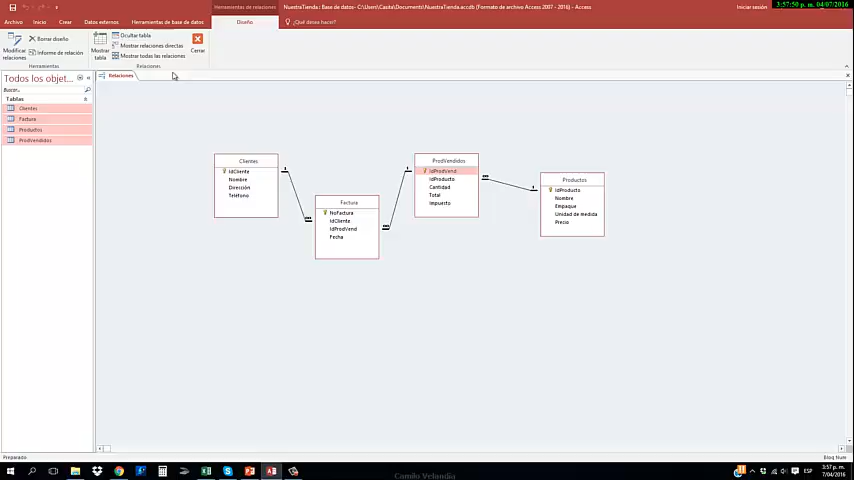 Herramientas de relaciones
NuestraTienda : Base de datos- C:\Users\Casita\Documents\NuestraTienda.accdb (Formato de archivo Access 2007 - 2016) - Access
Iniciar sesión
3:57:50 p. m. 04/07/2016
Archivo
Inicio
Crear
Datos externos
Herramientas de base de datos
Diseño
¿Qué desea hacer?
Modificar relaciones
Borrar diseño
Informe de relación
Herramientas
Mostrar tabla
Ocultar tabla
Mostrar relaciones directas
Mostrar todas las relaciones
Cerrar
Relaciones
Todos los objet...
Buscar...
Tablas
Clientes
Factura
Productos
ProdVendidos
Relaciones
Clientes
IdCliente
Nombre
Dirección
Teléfono
1
∞
Factura
NoFactura
IdCliente
IdProdVend
Fecha
1
∞
ProdVendidos
IdProdVend
IdProducto
Cantidad
Total
Impuesto
∞
1
Productos
IdProducto
Nombre
Empaque
Unidad de medida
Precio
Preparado
Bloq Num
Camilo Velandia
ESP
3:57 p. m.
7/04/2016